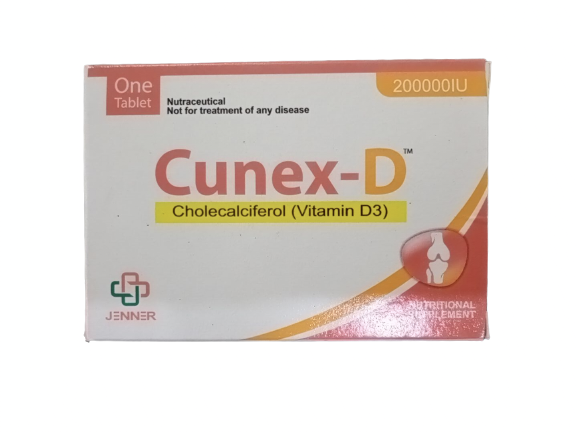 One
Tablet
Nutraceutical
Not for treatment of any disease
200000IU
Cunex-D™
Cholecalciferol (Vitamin D3)
JENNER
NUTRITIONAL
SUPPLEMENT